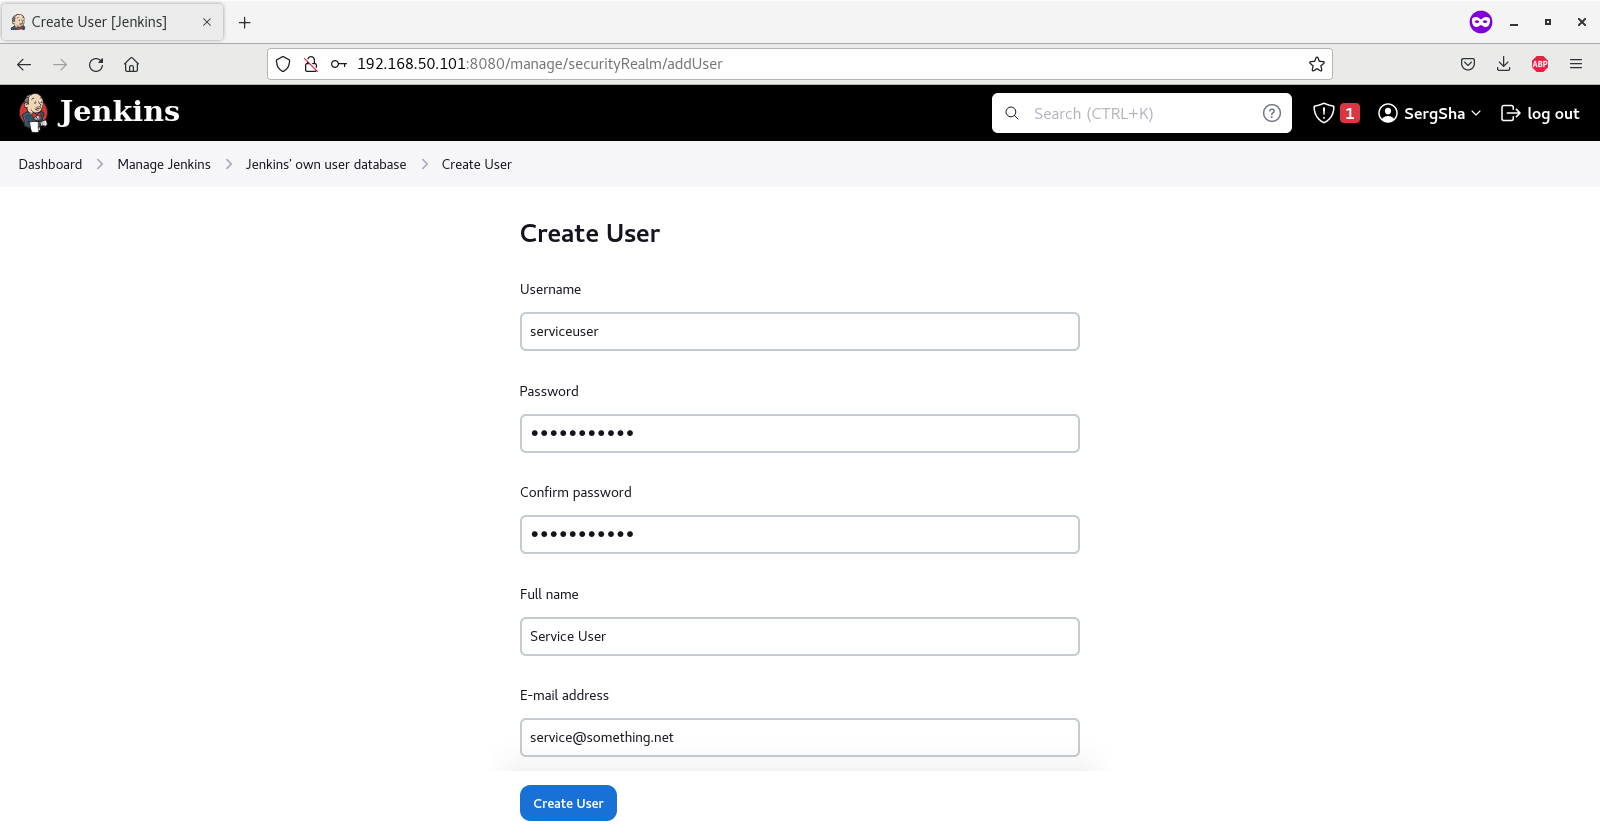 Create User [Jenkins]
192.168.50.101:8080/manage/securityRealm/addUser
ABP
Jenkins
Search (CTRL+K)
1
SergSha
log out
Dashboard
Manage Jenkins
Jenkins' own user database
Create User
Create User
Username
serviceuser
Password
•••••••••••
Confirm password
•••••••••••
Full name
Service User
E-mail address
service@something.net
Create User